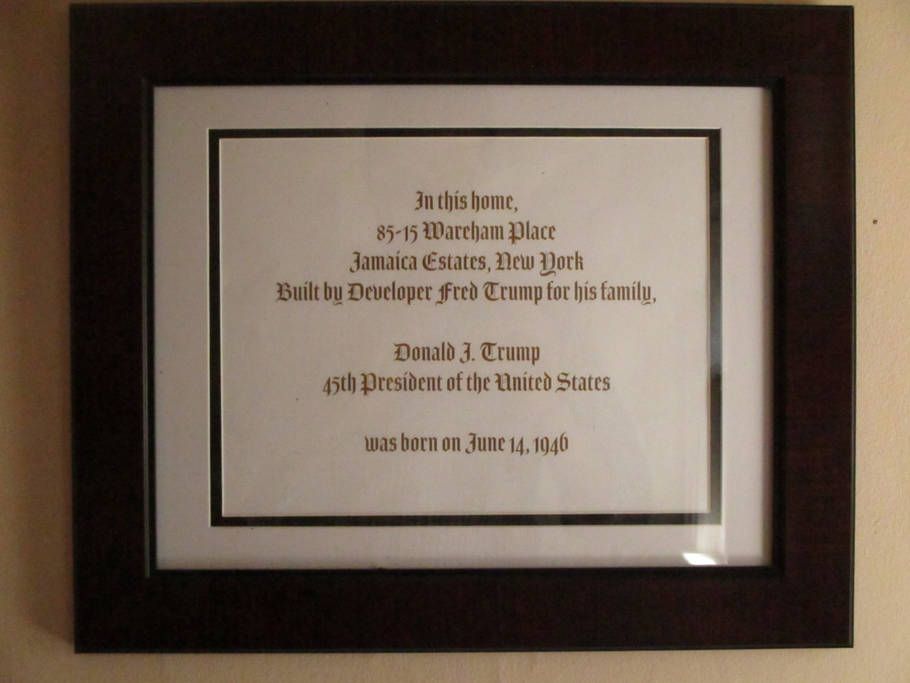 In this home,
85-15 Wareham Place
Jamaica Estates, New York
Built by Developer Fred Trump for his family,
Donald J. Trump
45th President of the United States
was born on June 14, 1946